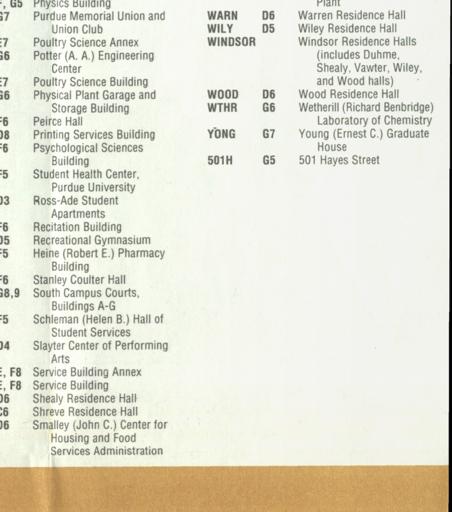 , G5 Physics Building
G7 Purdue Memorial Union and
Union Club
E7 Poultry Science Annex
G6 Potter (A. A.) Engineering
Center
E7 Poultry Science Building
G6 Physical Plant Garage and
Storage Building
F6 Peirce Hall
D8 Printing Services Building
F6 Psychological Sciences
Building
F5 Student Health Center,
Purdue University
D3 Ross-Ade Student
Apartments
F6 Recitation Building
D5 Recreational Gymnasium
F5 Heine (Robert E.) Pharmacy
Building
F6 Stanley Coulter Hall
G8,9 South Campus Courts,
Buildings A-G
F5 Schleman (Helen B.) Hall of
Student Services
D4 Slayter Center of Performing
Arts
E, F8 Service Building Annex
E, F8 Service Building
D6 Shealy Residence Hall
C6 Shreve Residence Hall
D6 Smalley (John C.) Center for
Housing and Food
Services Administration
Plant
WARN D6 Warren Residence Hall
WILY D5 Wiley Residence Hall
WINDSOR Windsor Residence Halls
(includes Duhme,
Shealy, Vawter, Wiley,
and Wood halls)
WOOD D6 Wood Residence Hall
WTHR G6 Wetherill (Richard Benbridge)
Laboratory of Chemistry
YONG G7 Young (Ernest C.) Graduate
House
501H G5 501 Hayes Street